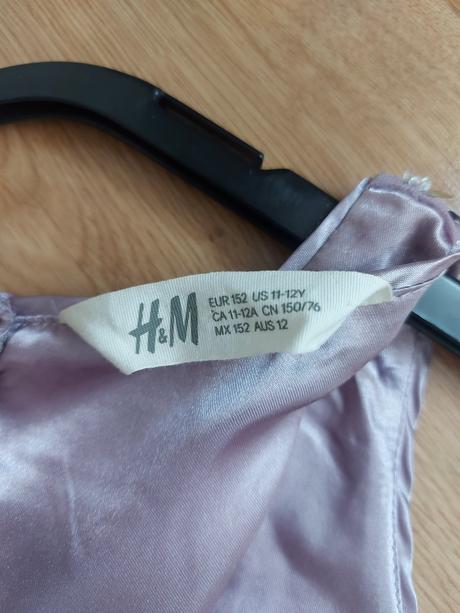 H&M
EUR 152 US 11-12Y
CA 11-12A CN 150/76
MX 152 AUS 12